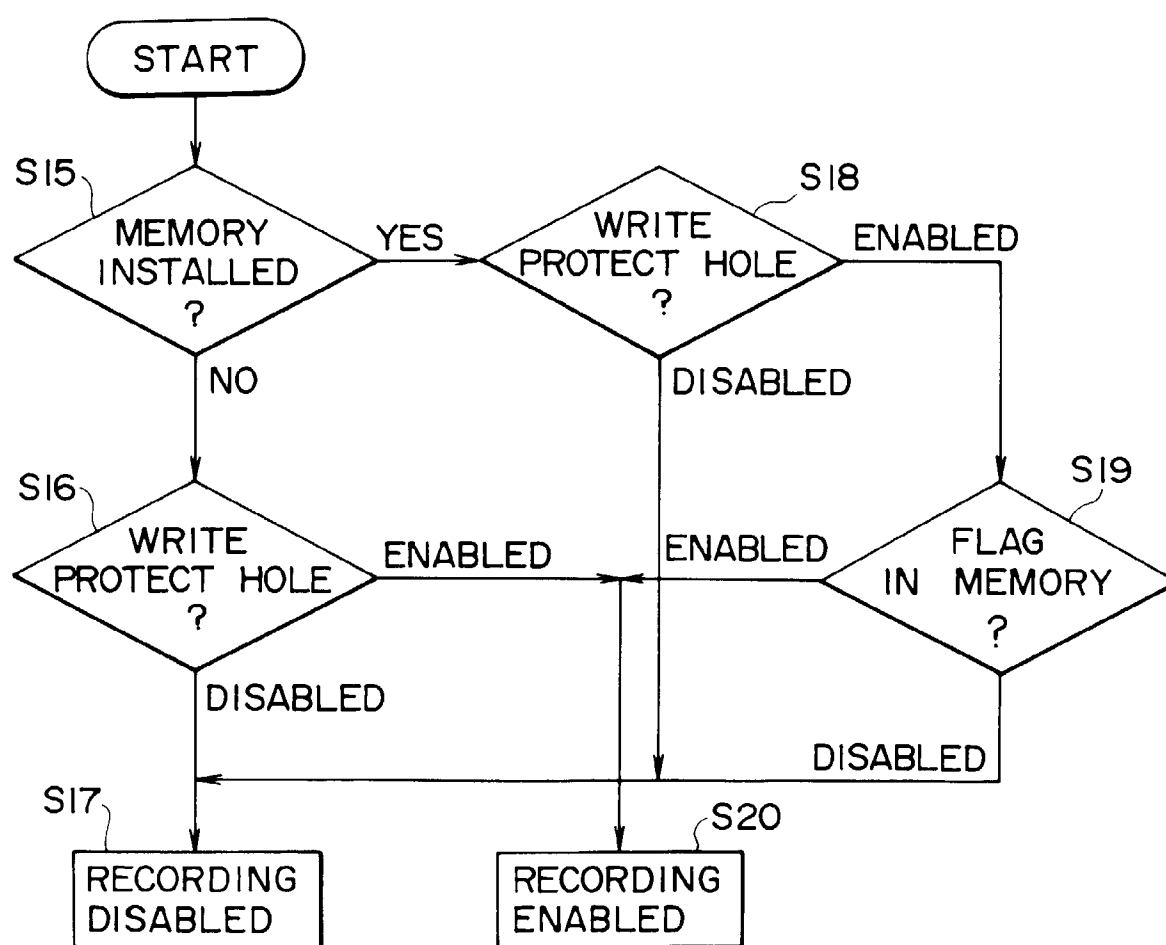 START
S15
MEMORY
INSTALLED
?
YES
NO
S18
WRITE
PROTECT HOLE
?
ENABLED
DISABLED
S16
WRITE
PROTECT HOLE
?
ENABLED
DISABLED
S19
FLAG
IN MEMORY
?
ENABLED
DISABLED
S17
RECORDING
DISABLED
S20
RECORDING
ENABLED